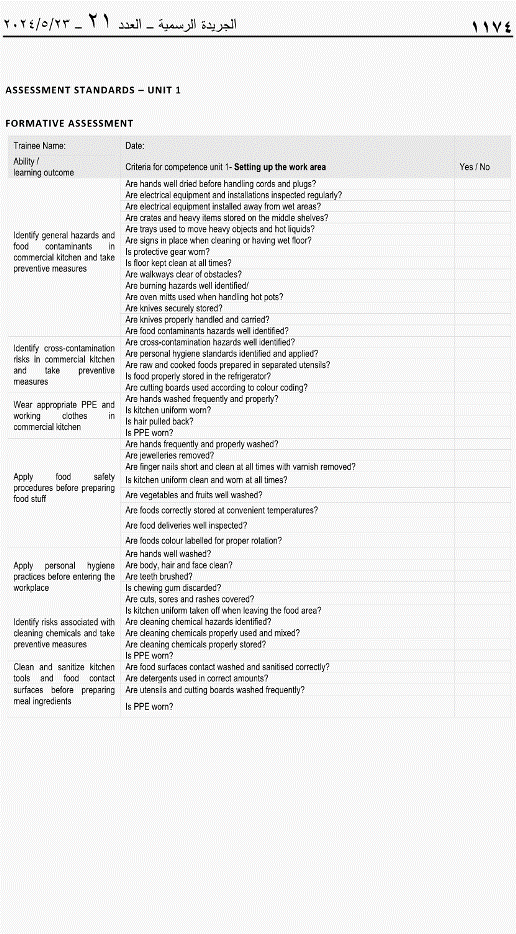 ١١٧٤
الجريدة الرسمية – العدد ٢١ – ٢٠٢٤/٥/٢٣
ASSESSMENT STANDARDS – UNIT 1
FORMATIVE ASSESSMENT
Trainee Name:
Date:
Ability /
learning outcome
Criteria for competence unit 1- Setting up the work area
Yes / No
Identify general hazards and
food contaminants in
commercial kitchen and take
preventive measures
Are hands well dried before handling cords and plugs?
Are electrical equipment and installations inspected regularly?
Are electrical equipment installed away from wet areas?
Are crates and heavy items stored on the middle shelves?
Are trays used to move heavy objects and hot liquids?
Are signs in place when cleaning or having wet floor?
Is protective gear worn?
Is floor kept clean at all times?
Are walkways clear of obstacles?
Are burning hazards well identified/
Are oven mitts used when handling hot pots?
Are knives securely stored?
Are knives properly handled and carried?
Are food contaminants hazards well identified?
Identify cross-contamination
risks in commercial kitchen
and take preventive
measures
Are cross-contamination hazards well identified?
Are personal hygiene standards identified and applied?
Are raw and cooked foods prepared in separated utensils?
Is food properly stored in the refrigerator?
Are cutting boards used according to colour coding?
Wear appropriate PPE and
working clothes in
commercial kitchen
Are hands washed frequently and properly?
Is kitchen uniform worn?
Is hair pulled back?
Is PPE worn?
Apply food safety
procedures before preparing
food stuff
Are hands frequently and properly washed?
Are jewelleries removed?
Are finger nails short and clean at all times with varnish removed?
Is kitchen uniform clean and worn at all times?
Are vegetables and fruits well washed?
Are foods correctly stored at convenient temperatures?
Are food deliveries well inspected?
Are foods colour labelled for proper rotation?
Apply personal hygiene
practices before entering the
workplace
Are hands well washed?
Are body, hair and face clean?
Are teeth brushed?
Is chewing gum discarded?
Are cuts, sores and rashes covered?
Is kitchen uniform taken off when leaving the food area?
Identify risks associated with
cleaning chemicals and take
preventive measures
Are cleaning chemical hazards identified?
Are cleaning chemicals properly used and mixed?
Are cleaning chemicals properly stored?
Is PPE worn?
Clean and sanitize kitchen
tools and food contact
surfaces before preparing
meal ingredients
Are food surfaces contact washed and sanitised correctly?
Are detergents used in correct amounts?
Are utensils and cutting boards washed frequently?
Is PPE worn?